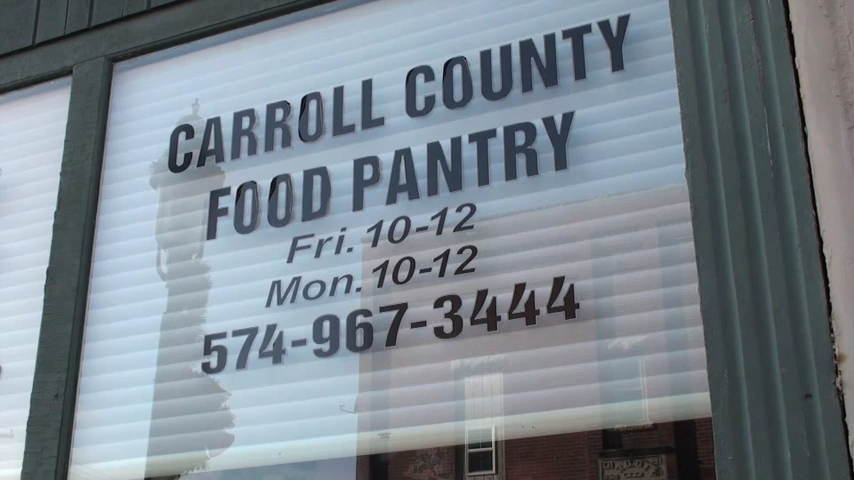 CARROLL COUNTY
FOOD PANTRY
Fri. 10-12
Mon. 10-12
574-967-3444